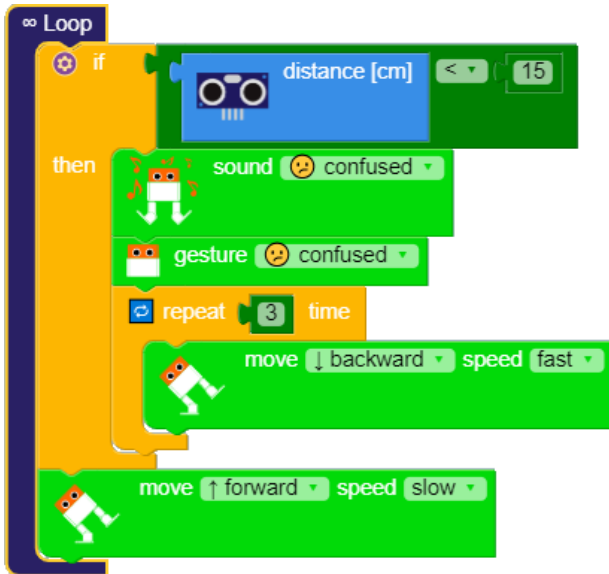 ∞ Loop
if distance [cm] < 15
then sound confused
gesture confused
repeat 3 time
move ↓ backward speed fast
move ↑ forward speed slow